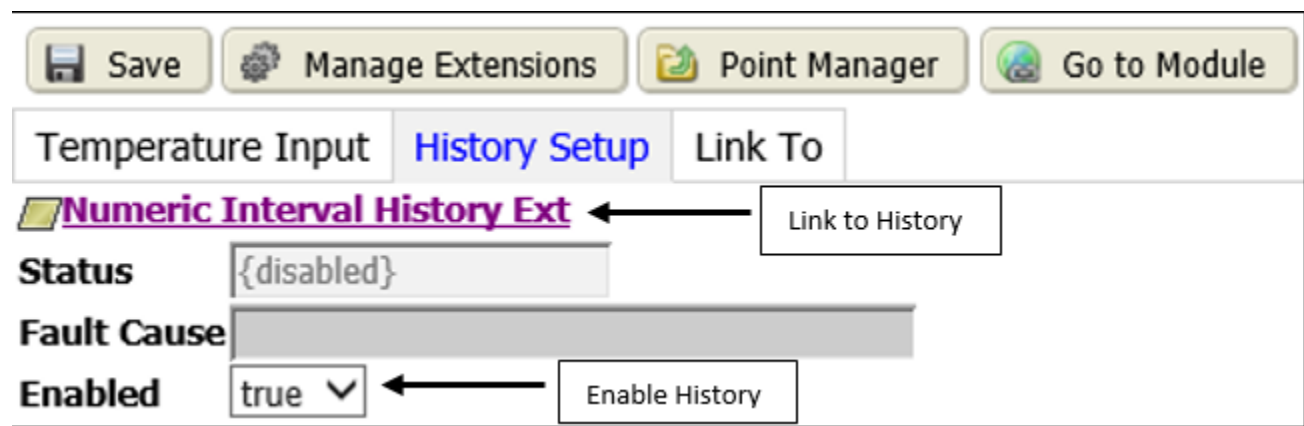 Save Manage Extensions Point Manager Go to Module
Temperature Input History Setup Link To
Numeric Interval History Ext Link to History
Status {disabled}
Fault Cause
Enabled true Enable History